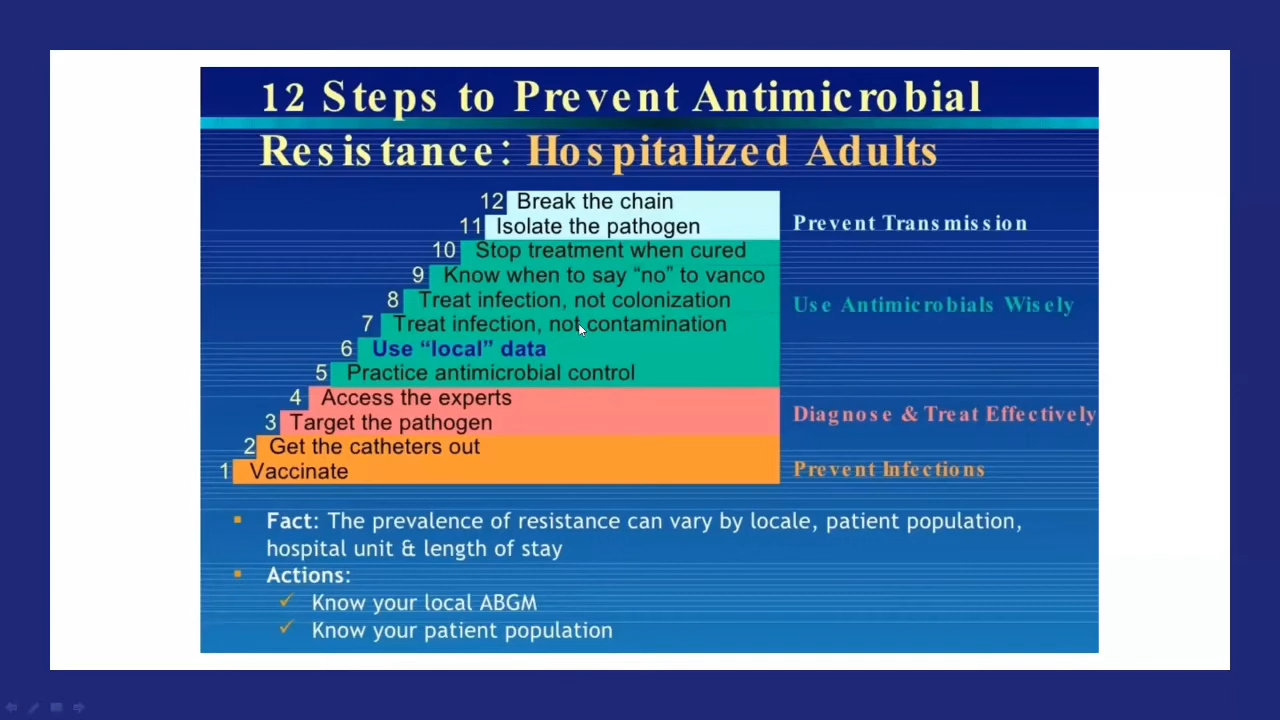 12 Steps to Prevent Antimicrobial
Resistance: Hospitalized Adults
12 Break the chain
11 Isolate the pathogen
Prevent Transmission
10 Stop treatment when cured
9 Know when to say “no” to vanco
8 Treat infection, not colonization
Use Antimicrobials Wisely
7 Treat infection, not contamination
6 Use “local” data
5 Practice antimicrobial control
4 Access the experts
3 Target the pathogen
Diagnose & Treat Effectively
2 Get the catheters out
1 Vaccinate
Prevent Infections
Fact: The prevalence of resistance can vary by locale, patient population,
hospital unit & length of stay
Actions:
Know your local ABGM
Know your patient population